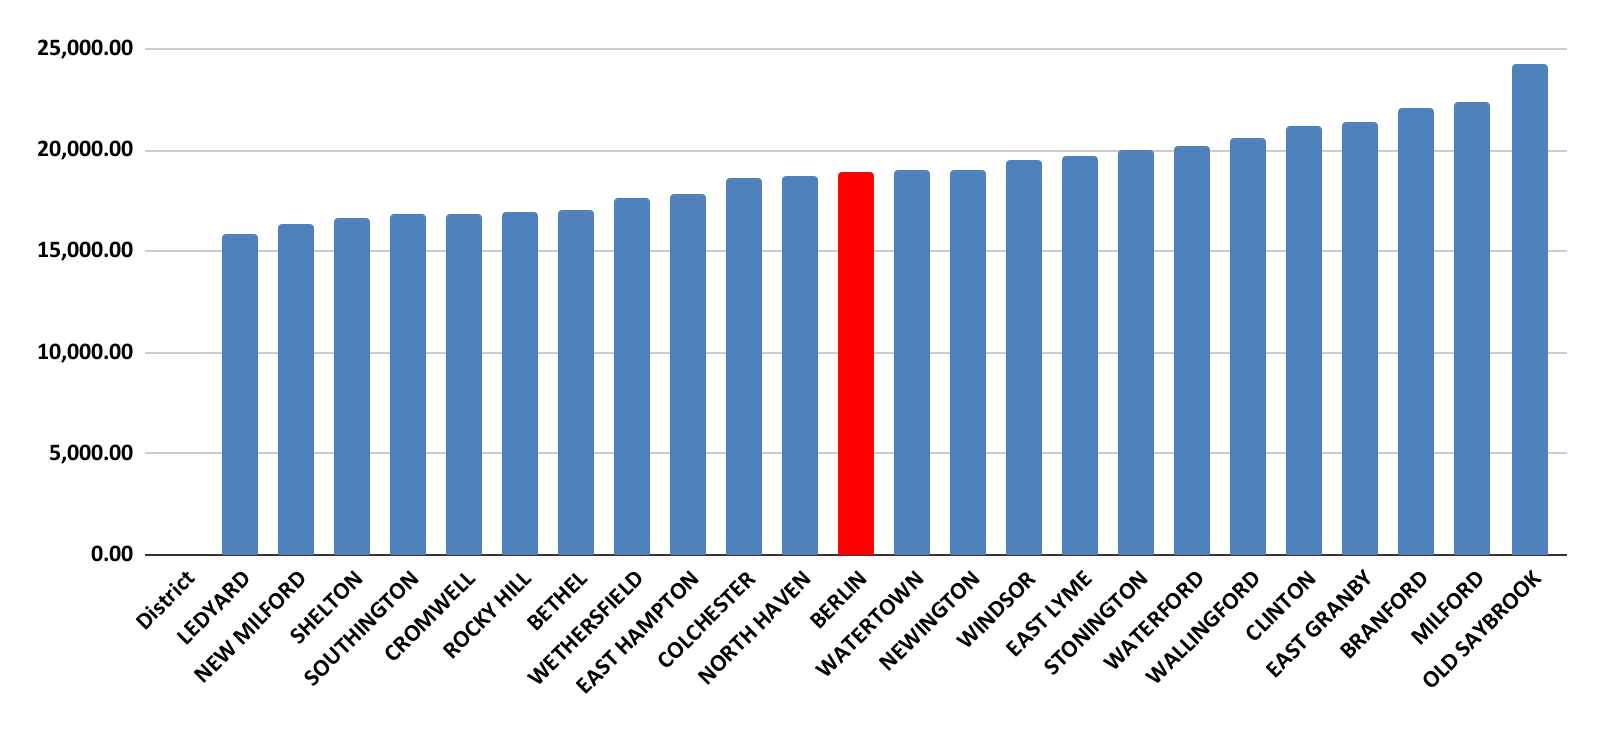 25,000.00
20,000.00
15,000.00
10,000.00
5,000.00
0.00
District
LEDYARD
NEW MILFORD
SHELTON
SOUTHINGTON
CROMWELL
ROCKY HILL
BETHEL
WETHERSFIELD
EAST HAMPTON
COLCHESTER
NORTH HAVEN
BERLIN
WATERTOWN
NEWINGTON
WINDSOR
EAST LYME
STONINGTON
WATERFORD
WALLINGFORD
CLINTON
EAST GRANBY
BRANFORD
MILFORD
OLD SAYBROOK